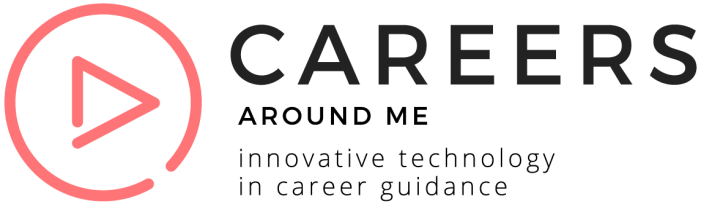 CAREERS
AROUND ME
innovative technology
in career guidance